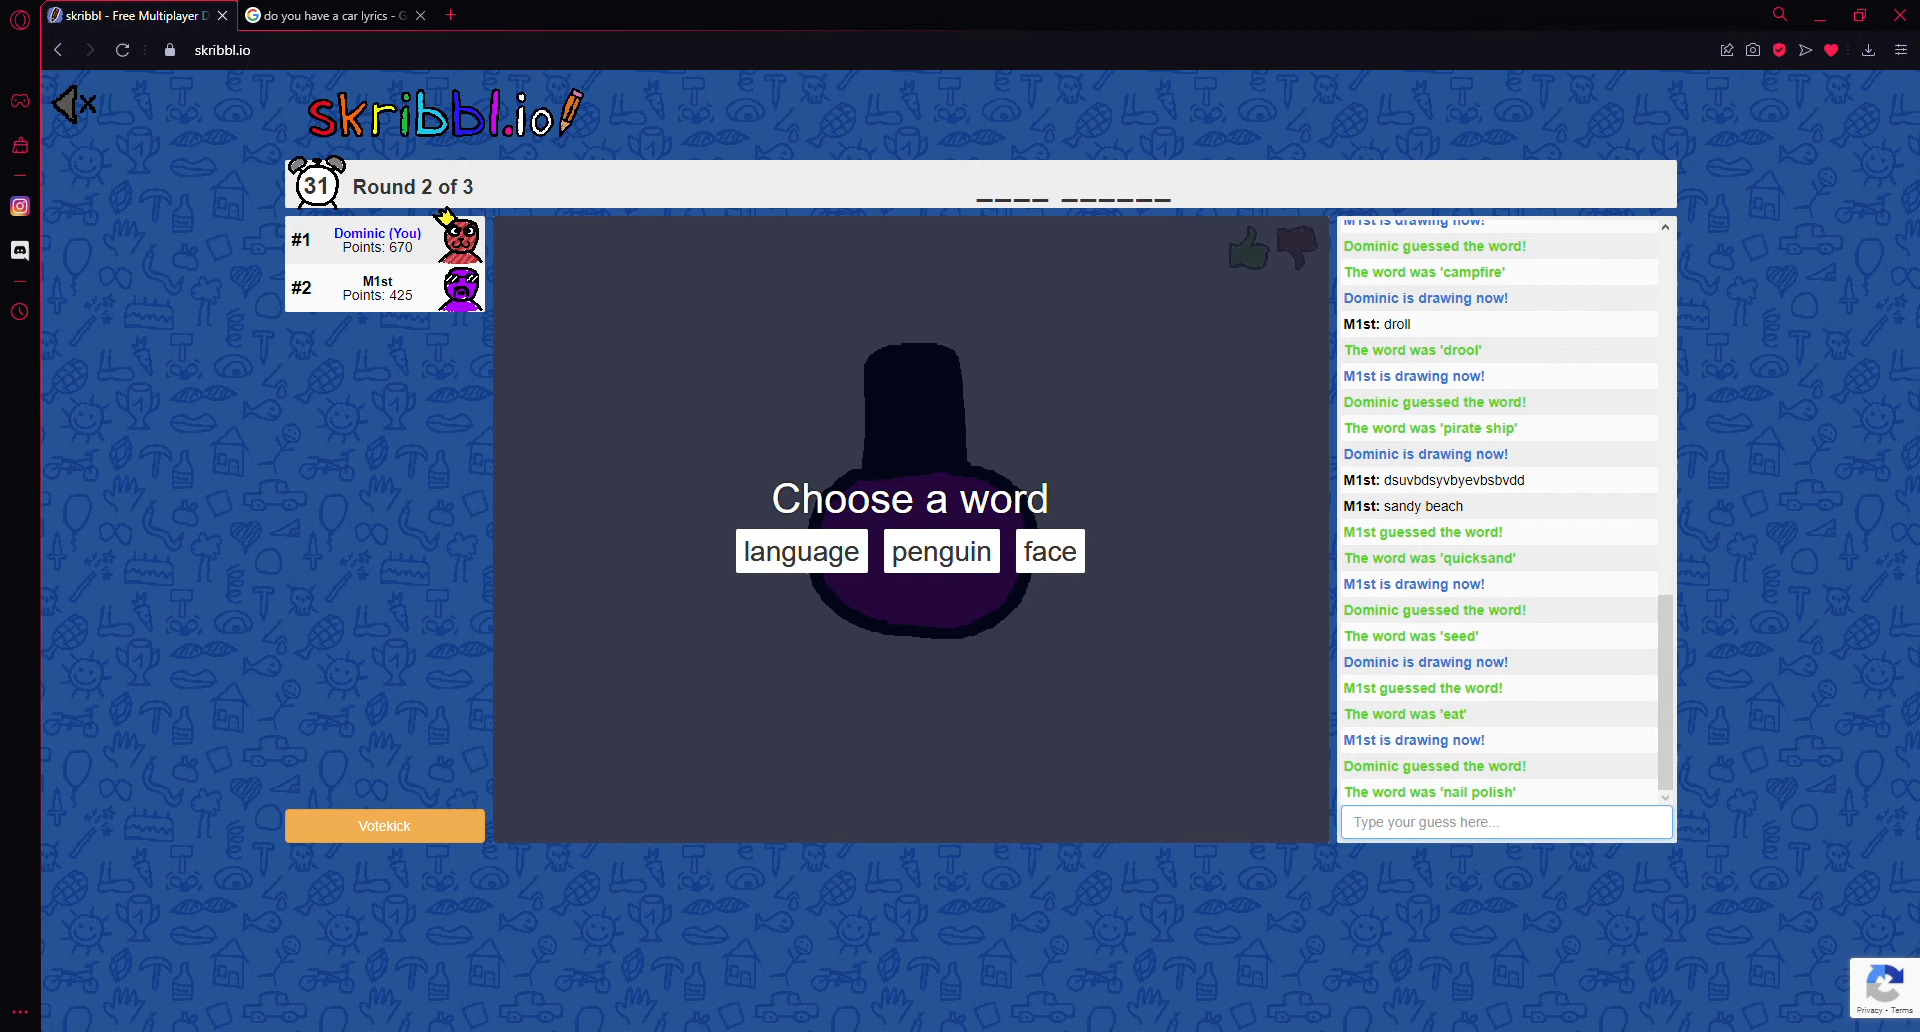 skribbl - Free Multiplayer D
do you have a car lyrics - G
skribbl.io
skribbl.io
31
Round 2 of 3
____ ______
#1
Dominic (You)
Points: 670
#2
M1st
Points: 425
Choose a word
language
penguin
face
Votekick
M1st is drawing now!
Dominic guessed the word!
The word was 'campfire'
Dominic is drawing now!
M1st: droll
The word was 'drool'
M1st is drawing now!
Dominic guessed the word!
The word was 'pirate ship'
Dominic is drawing now!
M1st: dsuvbdsyvbyevbsbvdd
M1st: sandy beach
M1st guessed the word!
The word was 'quicksand'
M1st is drawing now!
Dominic guessed the word!
The word was 'seed'
Dominic is drawing now!
M1st guessed the word!
The word was 'eat'
M1st is drawing now!
Dominic guessed the word!
The word was 'nail polish'
Type your guess here...
Privacy - Terms